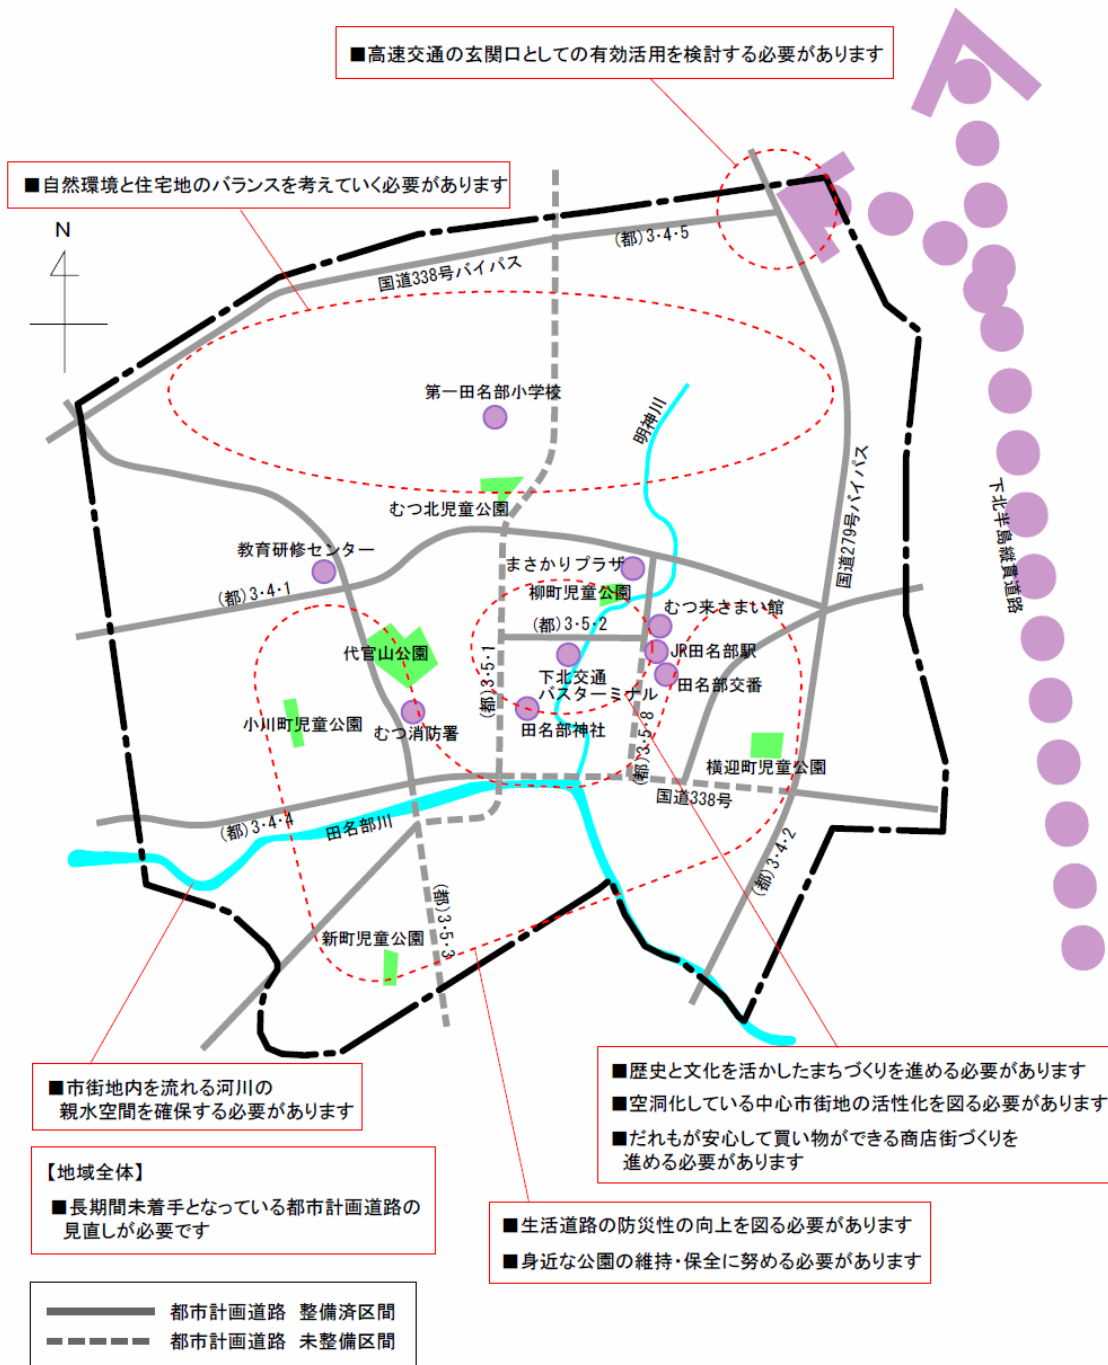 ■高速交通の玄関口としての有効活用を検討する必要があります
■自然環境と住宅地のバランスを考えていく必要があります
N
(都)3・4・5
国道338号バイパス
第一田名部小学校
明神川
むつ北児童公園
国道279号バイパス
下北半島縦貫道路
教育研修センター
まさかりプラザ
(都)3・4・1
柳町児童公園
むつ来さまい館
(都)3・5・2
代官山公園
(都)3・5・1
JR田名部駅
下北交通
バスターミナル
田名部交番
小川町児童公園
むつ消防署
田名部神社
(都)3・5・8
横迎町児童公園
国道338号
(都)3・4・4
田名部川
(都)3・4・2
(都)3・5・3
新町児童公園
■市街地内を流れる河川の
親水空間を確保する必要があります
■歴史と文化を活かしたまちづくりを進める必要があります
■空洞化している中心市街地の活性化を図る必要があります
■だれもが安心して買い物ができる商店街づくりを
進める必要があります
【地域全体】
■長期間未着手となっている都市計画道路の
見直しが必要です
■生活道路の防災性の向上を図る必要があります
■身近な公園の維持・保全に努める必要があります
都市計画道路 整備済区間
都市計画道路 未整備区間